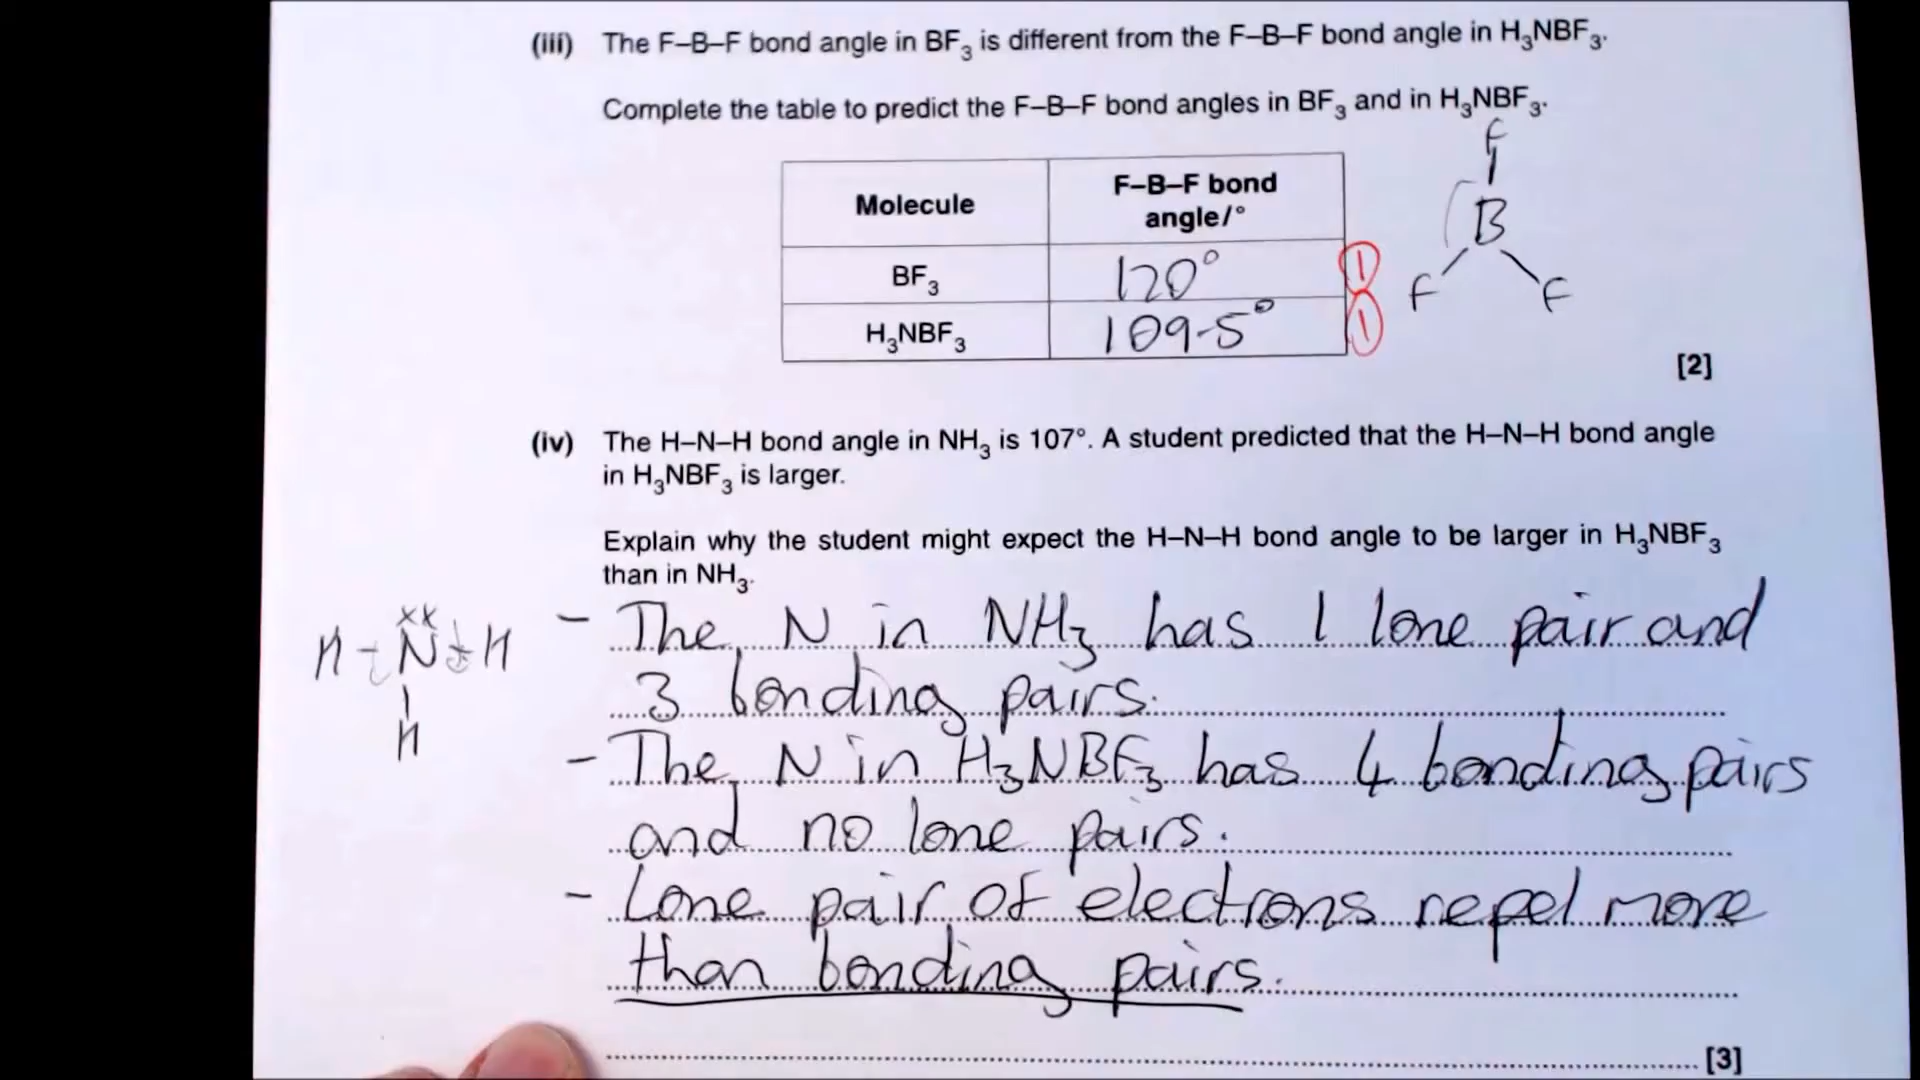 (iii) The F–B–F bond angle in BF₃ is different from the F–B–F bond angle in H₃NBF₃.
Complete the table to predict the F–B–F bond angles in BF₃ and in H₃NBF₃.
F
Molecule F–B–F bond angle/°
B
BF₃ 120° 1
F F
H₃NBF₃ 109.5° 1
[2]
(iv) The H–N–H bond angle in NH₃ is 107°. A student predicted that the H–N–H bond angle
in H₃NBF₃ is larger.
Explain why the student might expect the H–N–H bond angle to be larger in H₃NBF₃
than in NH₃.
xx
H N H
H
- The N in NH₃ has 1 lone pair and
3 bonding pairs.
- The N in H₃NBF₃ has 4 bonding pairs
and no lone pairs.
- Lone pair of electrons repel more
than bonding pairs.
[3]